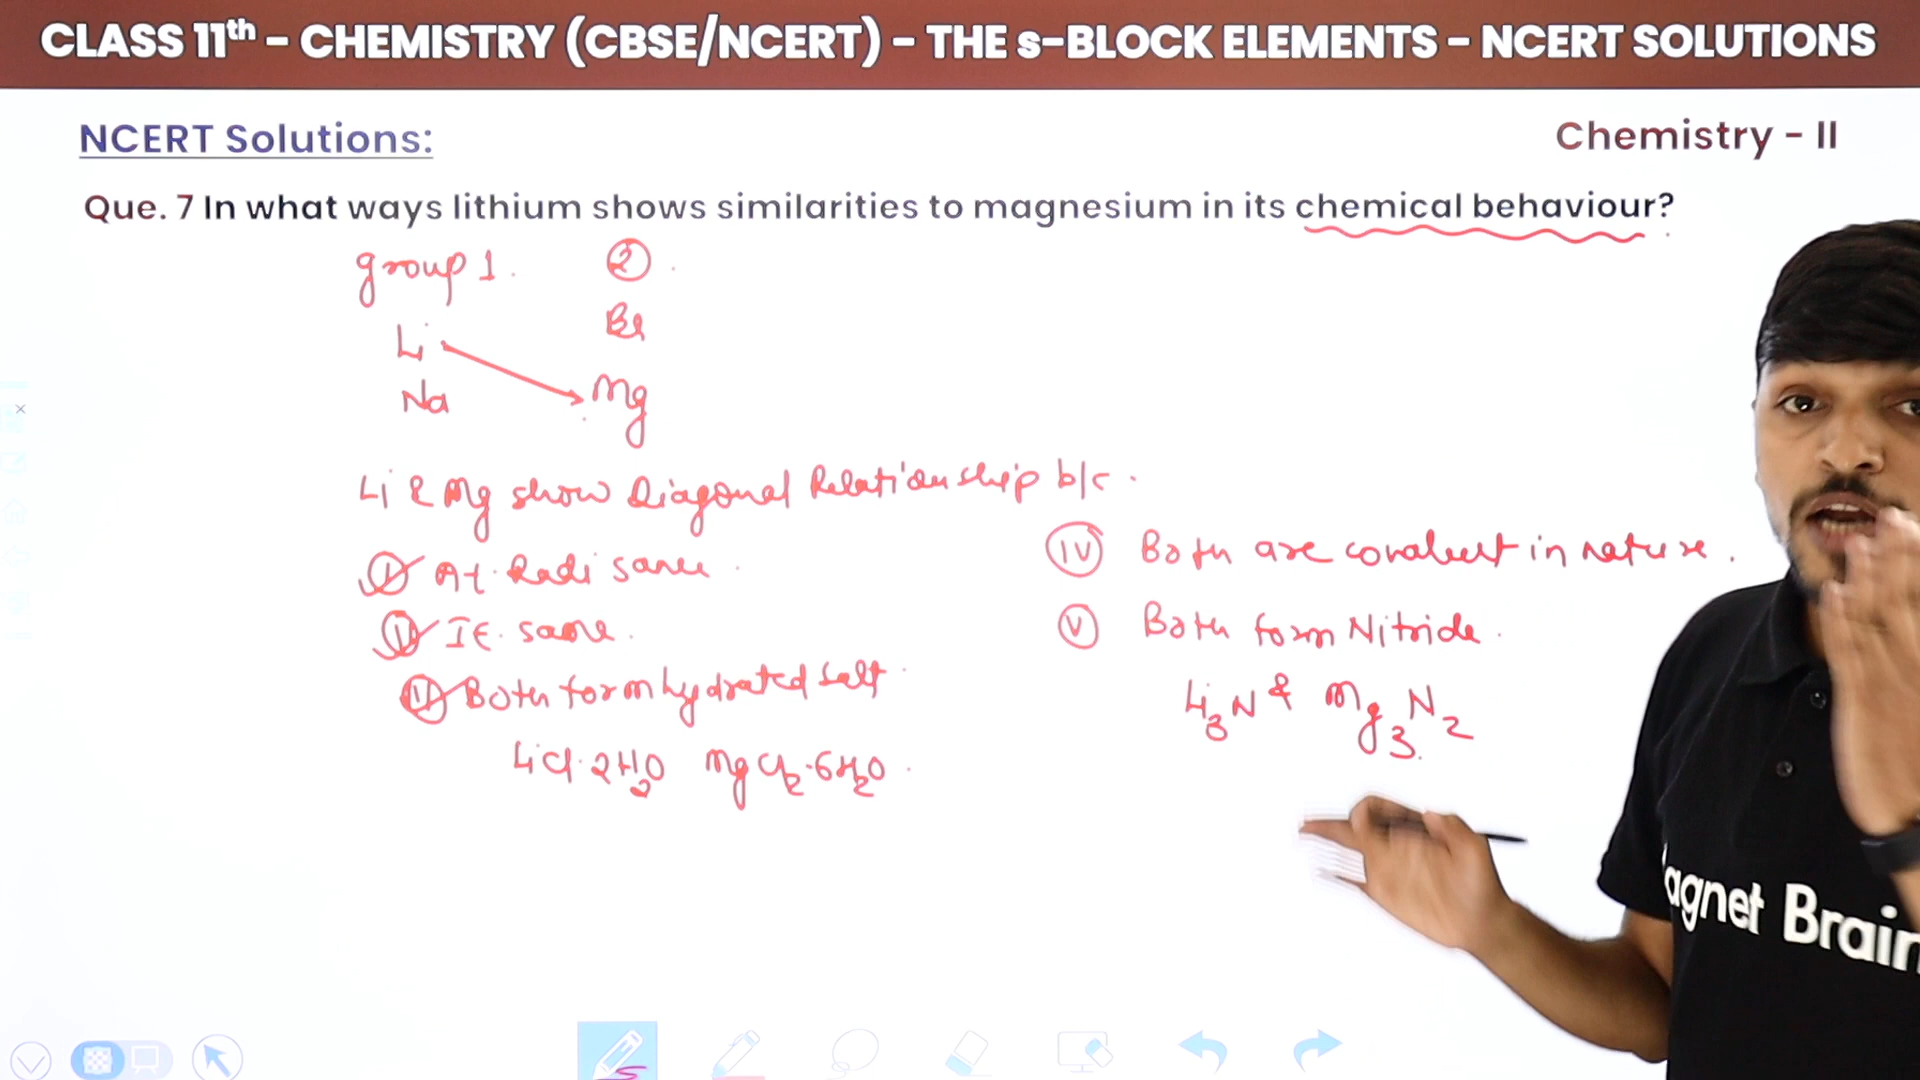 CLASS 11th - CHEMISTRY (CBSE/NCERT) - THE s-BLOCK ELEMENTS - NCERT SOLUTIONS
NCERT Solutions:
Chemistry - II
Que. 7 In what ways lithium shows similarities to magnesium in its chemical behaviour?
group 1. ②
Be
Li
Na Mg
Li & Mg show Diagonal Relationship b/c.
(I) At. Radi same.
(II) IE. same.
(III) Both form hydrated salt.
LiCl·2H₂O MgCl₂·6H₂O.
(IV) Both are covalent in nature.
(V) Both form Nitride.
Li₃N & Mg₃N₂
agnet Brain